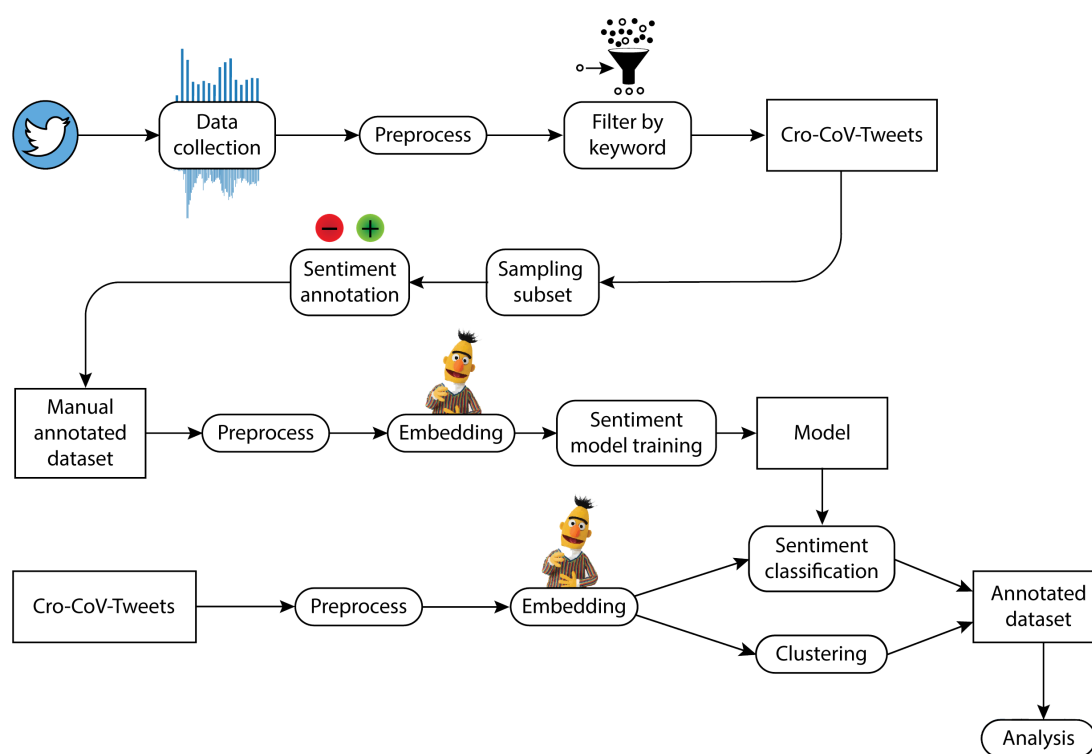 Data
collection
Preprocess
Filter by
keyword
Cro-CoV-Tweets
Sentiment
annotation
Sampling
subset
Manual
annotated
dataset
Preprocess
Embedding
Sentiment
model training
Model
Cro-CoV-Tweets
Preprocess
Embedding
Sentiment
classification
Clustering
Annotated
dataset
Analysis